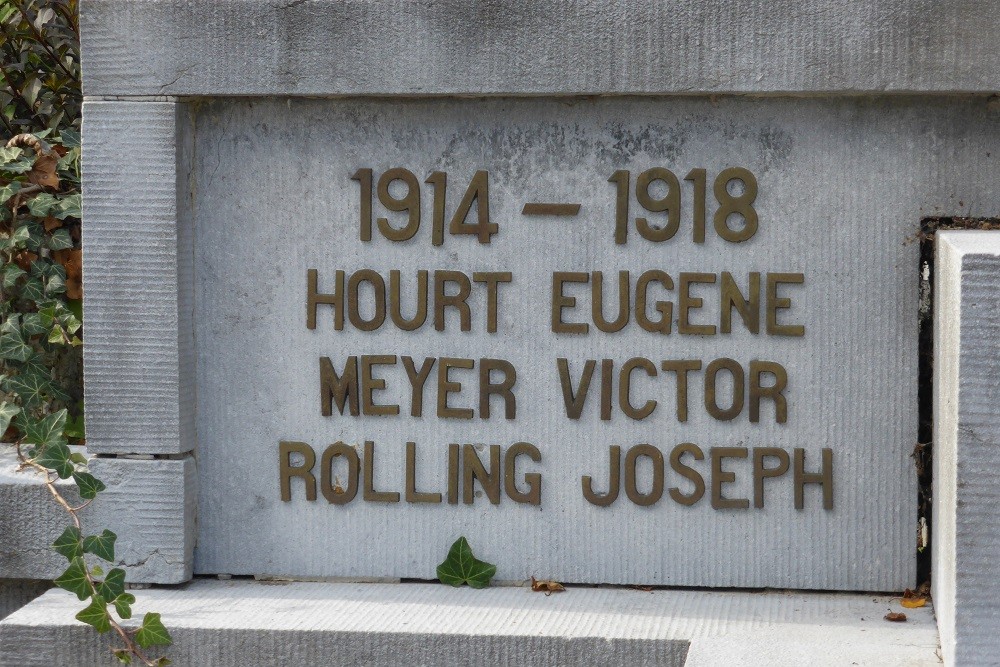 1914 — 1918
HOURT EUGENE
MEYER VICTOR
ROLLING JOSEPH